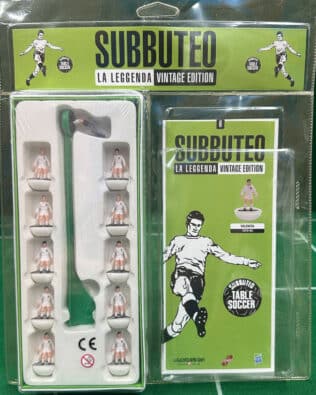 SUBBUTEO
LA LEGGENDA VINTAGE EDITION
SUBBUTEO
LA LEGGENDA VINTAGE EDITION
VALENCIA
SUBBUTEO
TABLE
SOCCER
CE